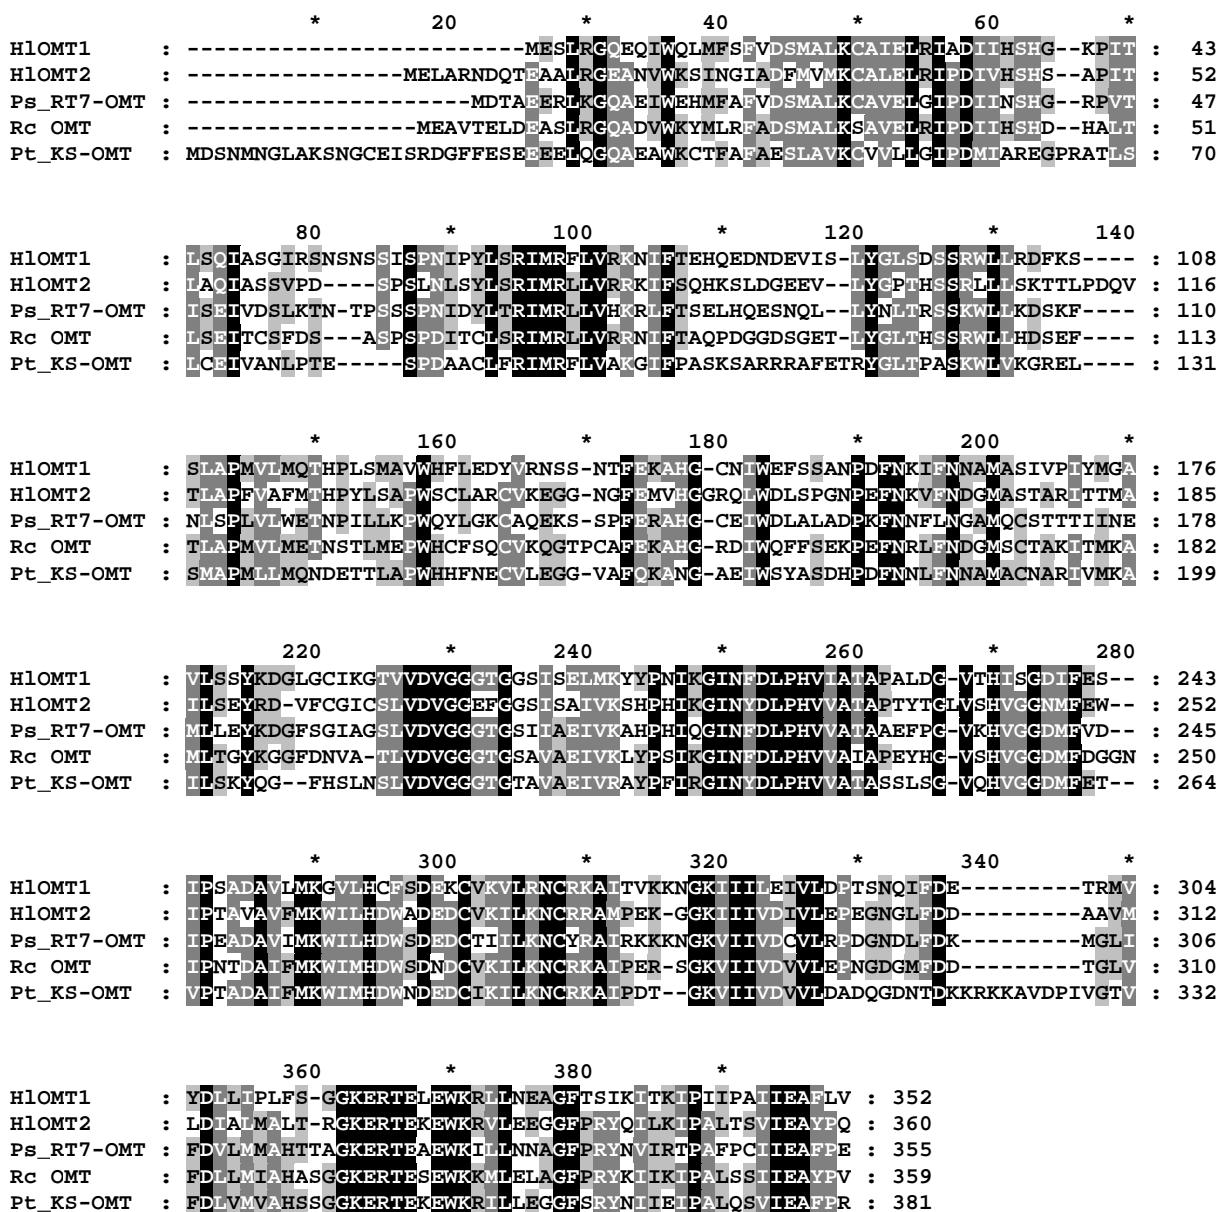 * 20 * 40 * 60 *
HlOMT1 : -------------------------MESLRGQEQIWQLMFSFVDSMALKCAIELRIADIIHSHG--KPIT : 43
HlOMT2 : ----------------MELARNDQTEAALRGEANVWKSINGIADFMVMKCALELRIPDIVHSHS--APIT : 52
Ps_RT7-OMT : ---------------------MDTAEERLKGQAEIWEHMFAFVDSMALKCAVELGIPDIINSHG--RPVT : 47
Rc OMT : -----------------MEAVTELDEASLRGQADVWKYMLRFADSMALKSAVELRIPDIIHSHD--HALT : 51
Pt_KS-OMT : MDSNMNGLAKSNGCEISRDGFFESEEEELQGQAEAWKCTFAFAESLAVKCVVLLGIPDMIAREGPRATLS : 70
80 * 100 * 120 * 140
HlOMT1 : LSQIASGIRSNSNSSISPNIPYLSRIMRFLVRKNIFTEHQEDNDEVIS-LYGLSDSSRWLLRDFKS---- : 108
HlOMT2 : LAQIASSVPD----SPSLNLSYLSRIMRLLVRRKIFSQHKSLDGEEV--LYGPTHSSRLLLSKTTLPDQV : 116
Ps_RT7-OMT : ISEIVDSLKTN-TPSSSPNIDYLTRIMRLLVHKRLFTSELHQESNQL--LYNLTRSSKWLLKDSKF---- : 110
Rc OMT : LSEITCSFDS---ASPSPDITCLSRIMRLLVRRNIFTAQPDGGDSGET-LYGLTHSSRWLLHDSEF---- : 113
Pt_KS-OMT : LCEIVANLPTE-----SPDAACLFRIMRFLVAKGIFPASKSARRRAFETRYGLTPASKWLVKGREL---- : 131
* 160 * 180 * 200 *
HlOMT1 : SLAPMVLMQTHPLSMAVWHFLEDYVRNSS-NTFEKAHG-CNIWEFSSANPDFNKIFNNAMASIVPIYMGA : 176
HlOMT2 : TLAPFVAFMTHPYLSAPWSCLARCVKEGG-NGFEMVHGGRQLWDLSPGNPEFNKVFNDGMASTARITTMA : 185
Ps_RT7-OMT : NLSPLVLWETNPILLKPWQYLGKCAQEKS-SPFERAHG-CEIWDLALADPKFNNFLNGAMQCSTTTIINE : 178
Rc OMT : TLAPMVLMETNSTLMEPWHCFSQCVKQGTPCAFEKAHG-RDIWQFFSEKPEFNRLFNDGMSCTAKITMKA : 182
Pt_KS-OMT : SMAPMLLMQNDETTLAPWHHFNECVLEGG-VAFQKANG-AEIWSYASDHPDFNNLFNNAMACNARIVMKA : 199
220 * 240 * 260 * 280
HlOMT1 : VLSSYKDGLGCIKGTVVDVGGGTGGSISELMKYYPNIKGINFDLPHVIATAPALDG-VTHISGDIFES-- : 243
HlOMT2 : ILSEYRD-VFCGICSLVDVGGEFGGSISAIVKSHPHIKGINYDLPHVVATAPTYTGLVSHVGGNMFEW-- : 252
Ps_RT7-OMT : MLLEYKDGFSGIAGSLVDVGGGTGSIIAEIVKAHPHIQGINFDLPHVVATAAEFPG-VKHVGGDMFVD-- : 245
Rc OMT : MLTGYKGGFDNVA-TLVDVGGGTGSAVAEIVKLYPSIKGINFDLPHVVAIAPEYHG-VSHVGGDMFDGGN : 250
Pt_KS-OMT : ILSKYQG--FHSLNSLVDVGGGTGTAVAEIVRAYPFIRGINYDLPHVVATASSLSG-VQHVGGDMFET-- : 264
* 300 * 320 * 340 *
HlOMT1 : IPSADAVLMKGVLHCFSDEKCVKVLRNCRKAITVKKNGKIIILEIVLDPTSNQIFDE---------TRMV : 304
HlOMT2 : IPTAVAVFMKWILHDWADEDCVKILKNCRRAMPEK-GGKIIIVDIVLEPEGNGLFDD---------AAVM : 312
Ps_RT7-OMT : IPEADAVIMKWILHDWSDEDCTIILKNCYRAIRKKKNGKVIIVDCVLRPDGNDLFDK---------MGLI : 306
Rc OMT : IPNTDAIFMKWIMHDWSDNDCVKILKNCRKAIPER-SGKVIIVDVVLEPNGDGMFDD---------TGLV : 310
Pt_KS-OMT : VPTADAIFMKWIMHDWNDEDCIKILKNCRKAIPDT--GKVIIVDVVLDADQGDNTDKKRKKAVDPIVGTV : 332
360 * 380 *
HlOMT1 : YDLLIPLFS-GGKERTELEWKRLLNEAGFTSIKITKIPIIPAIIEAFLV : 352
HlOMT2 : LDIALMALT-RGKERTEKEWKRVLEEGGFPRYQILKIPALTSVIEAYPQ : 360
Ps_RT7-OMT : FDVLMMAHTTAGKERTEAEWKILLNNAGFPRYNVIRTPAFPCIIEAFPE : 355
Rc OMT : FDLLMIAHASGGKERTESEWKKMLELAGFPRYKIIKIPALSSIIEAYPV : 359
Pt_KS-OMT : FDLVMVAHSSGGKERTEKEWKRILLEGGFSRYNIIEIPALQSVIEAFPR : 381